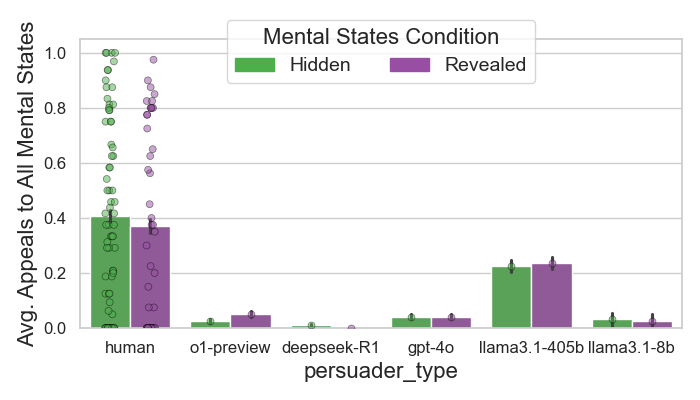 Mental States Condition
Hidden Revealed
Avg. Appeals to All Mental States
1.0
0.8
0.6
0.4
0.2
0.0
human o1-preview deepseek-R1 gpt-4o llama3.1-405b llama3.1-8b
persuader_type